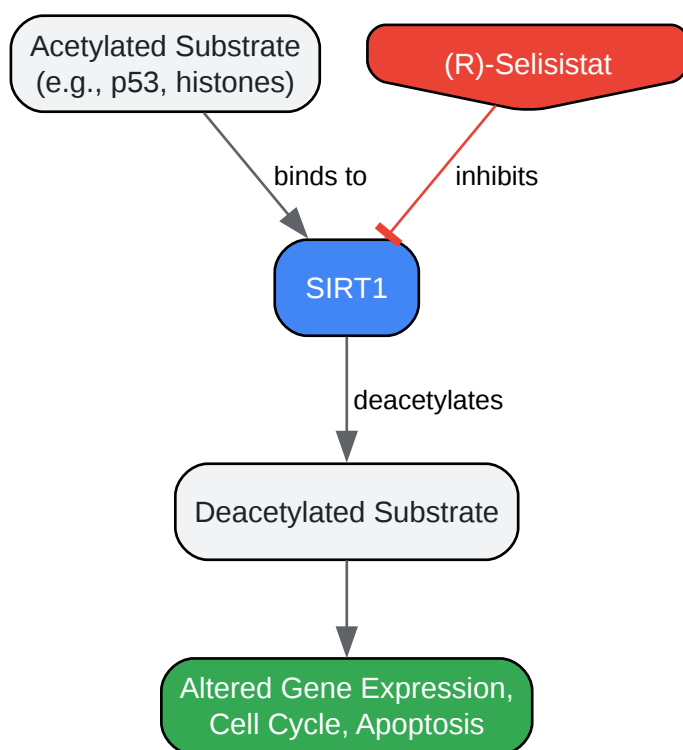 Acetylated Substrate
(e.g., p53, histones)
(R)-Selisistat
binds to
inhibits
SIRT1
deacetylates
Deacetylated Substrate
Altered Gene Expression,
Cell Cycle, Apoptosis